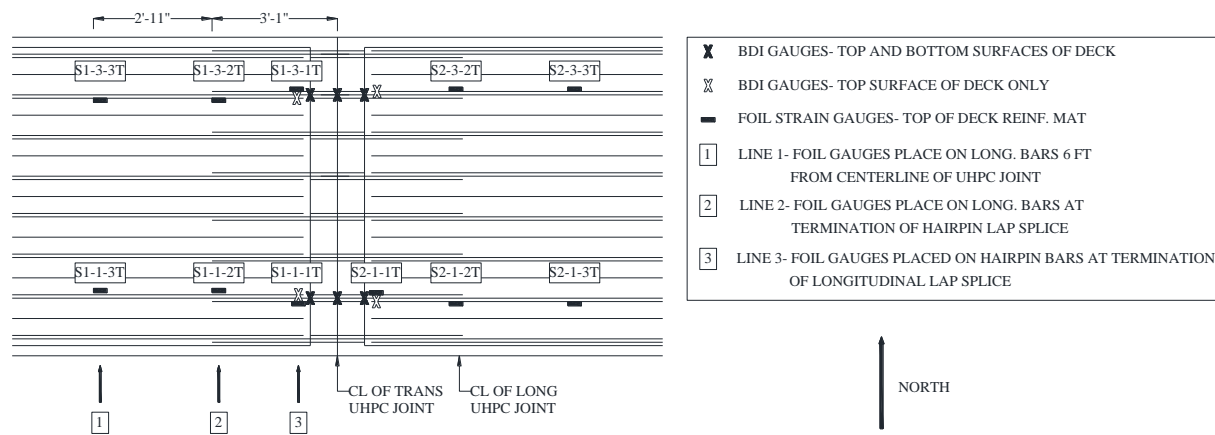 2'-11" 3'-1"
S1-3-3T S1-3-2T S1-3-1T S2-3-2T S2-3-3T
S1-1-3T S1-1-2T S1-1-1T S2-1-1T S2-1-2T S2-1-3T
CL OF TRANS
UHPC JOINT
CL OF LONG
UHPC JOINT
1 2 3
BDI GAUGES- TOP AND BOTTOM SURFACES OF DECK
BDI GAUGES- TOP SURFACE OF DECK ONLY
FOIL STRAIN GAUGES- TOP OF DECK REINF. MAT
1 LINE 1- FOIL GAUGES PLACE ON LONG. BARS 6 FT
FROM CENTERLINE OF UHPC JOINT
2 LINE 2- FOIL GAUGES PLACE ON LONG. BARS AT
TERMINATION OF HAIRPIN LAP SPLICE
3 LINE 3- FOIL GAUGES PLACED ON HAIRPIN BARS AT TERMINATION
OF LONGITUDINAL LAP SPLICE
NORTH